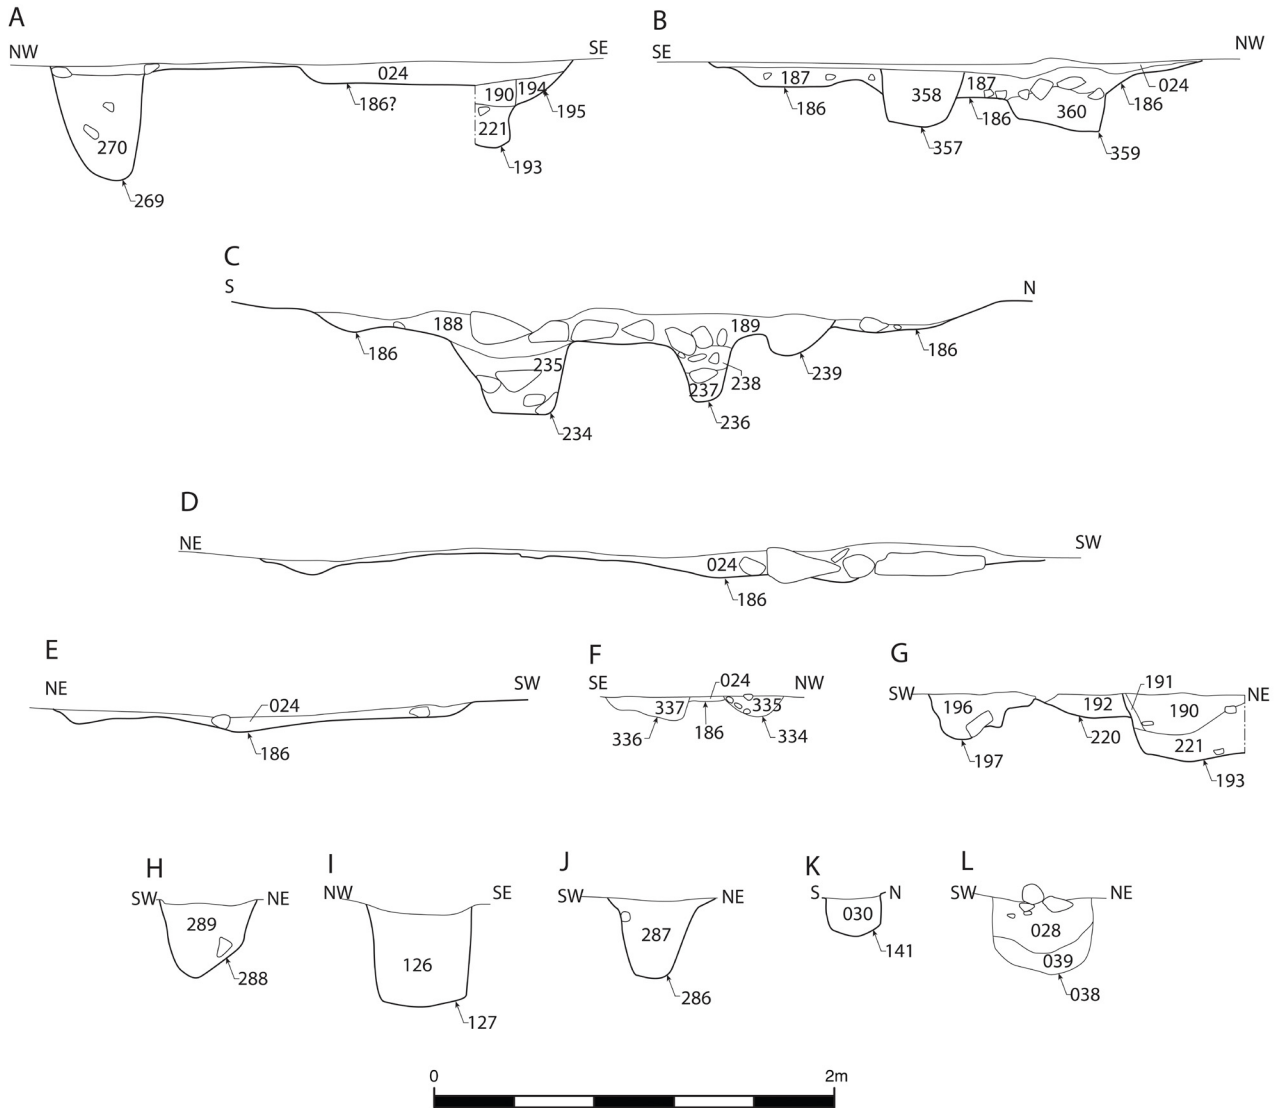 A
NW
SE
024
186?
190
194
195
221
193
270
269
B
SE
NW
187
186
358
357
187
186
360
359
186
024
C
S
N
188
186
235
234
189
238
237
236
239
186
D
NE
SW
024
186
E
NE
SW
024
186
F
SE
NW
024
337
335
336
186
334
G
SW
NE
191
196
192
190
197
220
221
193
H
SW
NE
289
288
I
NW
SE
126
127
J
SW
NE
287
286
K
S
N
030
141
L
SW
NE
028
039
038
0
2m